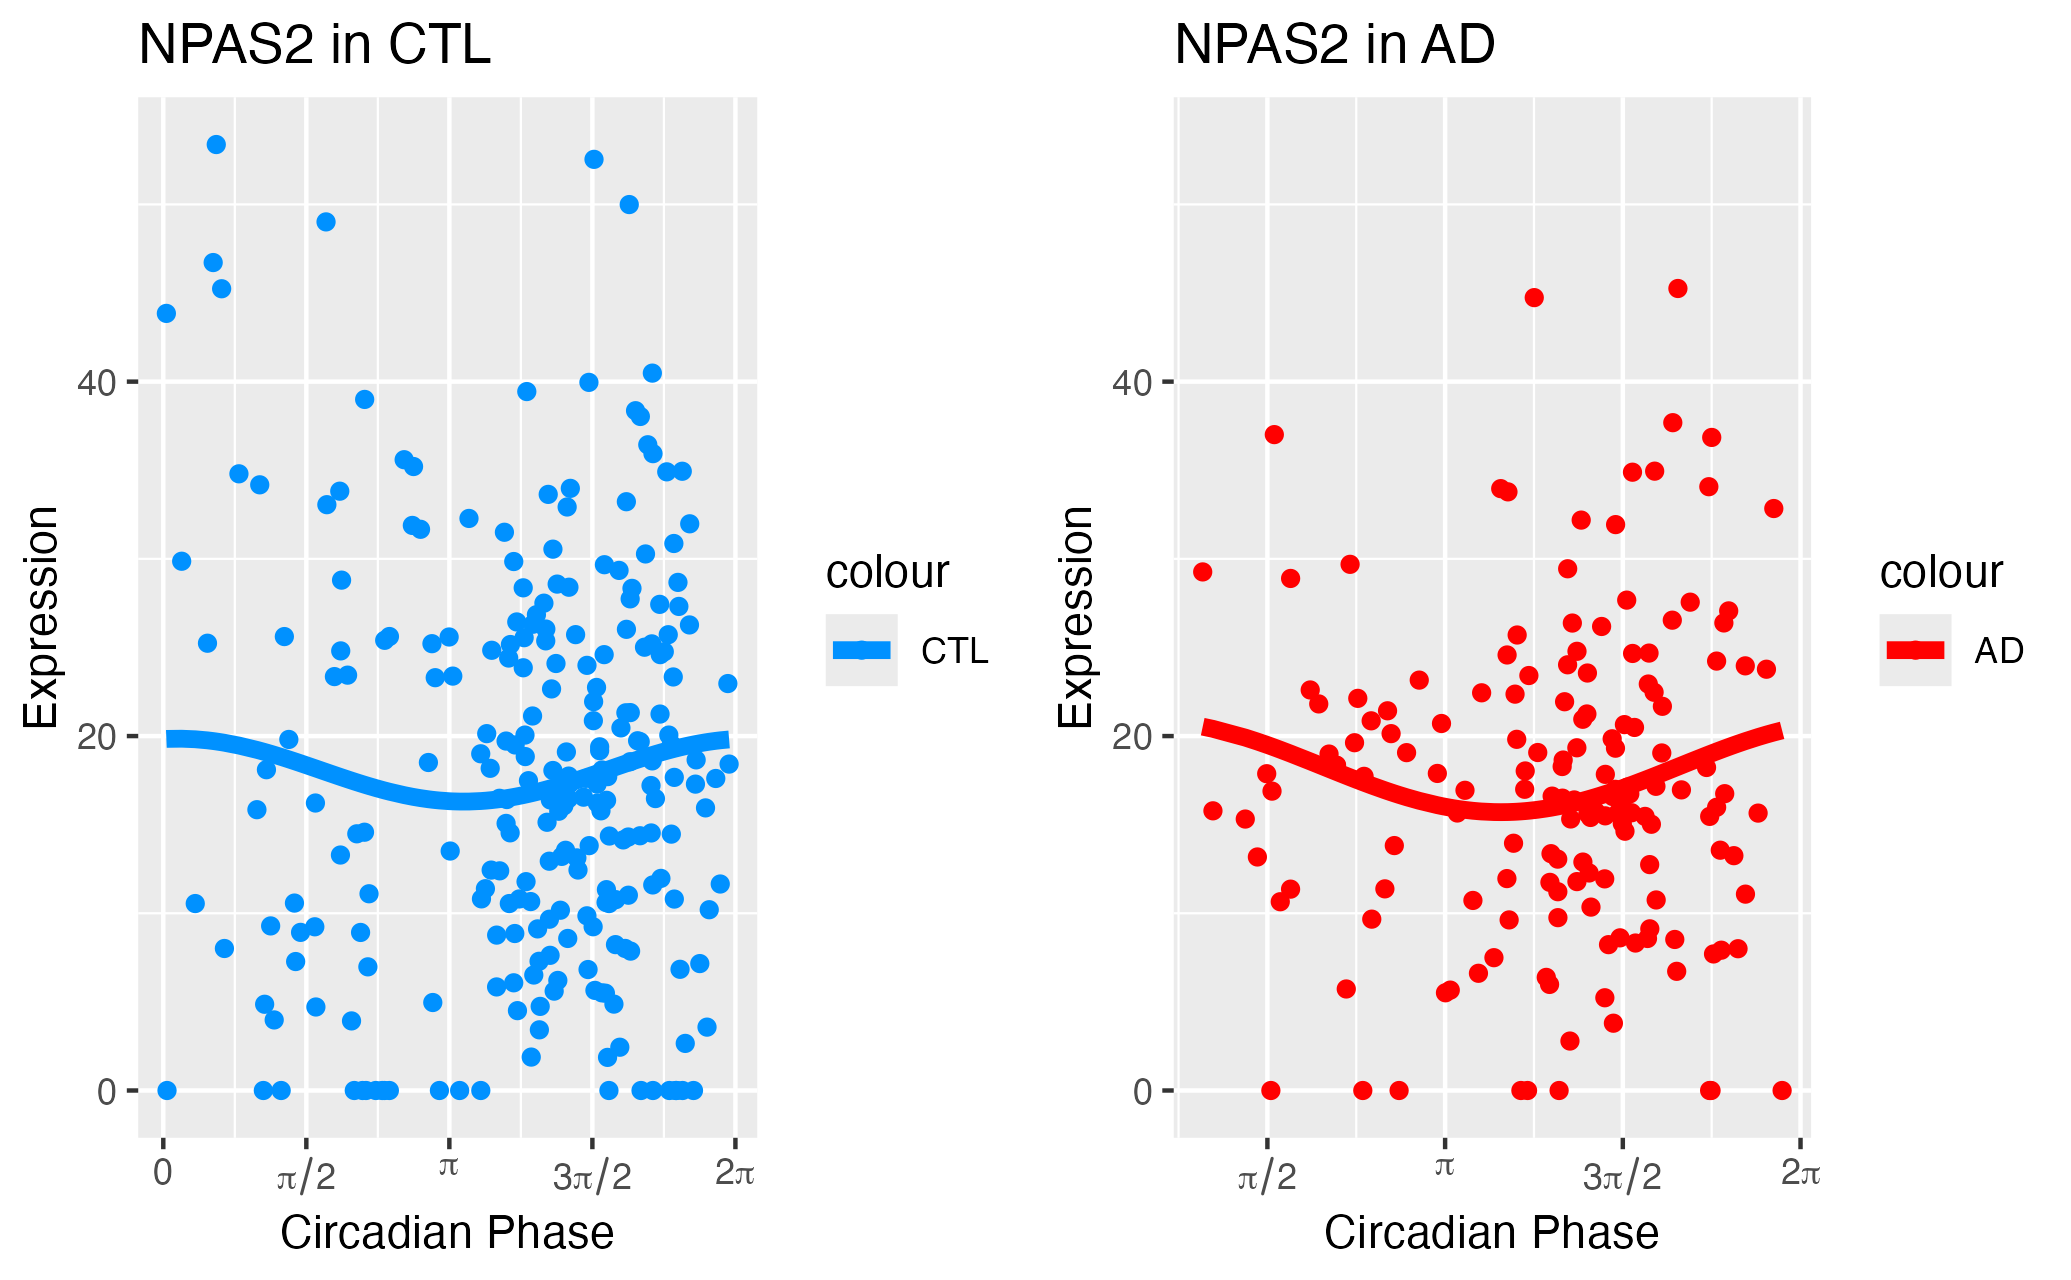 NPAS2 in CTL
Expression
40
20
0
0 π/2 π 3π/2 2π
Circadian Phase
colour
CTL
NPAS2 in AD
Expression
40
20
0
π/2 π 3π/2 2π
Circadian Phase
colour
AD